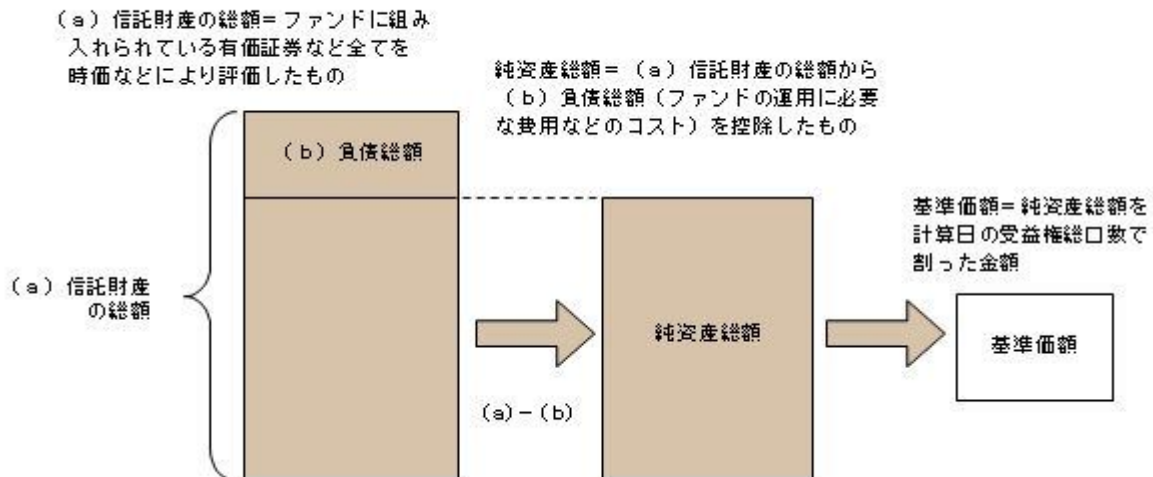 （a）信託財産の総額＝ファンドに組み
入れられている有価証券など全てを
時価などにより評価したもの
純資産総額＝（a）信託財産の総額から
（b）負債総額（ファンドの運用に必要
な費用などのコスト）を控除したもの
（b）負債総額
基準価額＝純資産総額を
計算日の受益権総口数で
割った金額
（a）信託財産
の総額
純資産総額
基準価額
（a）－（b）